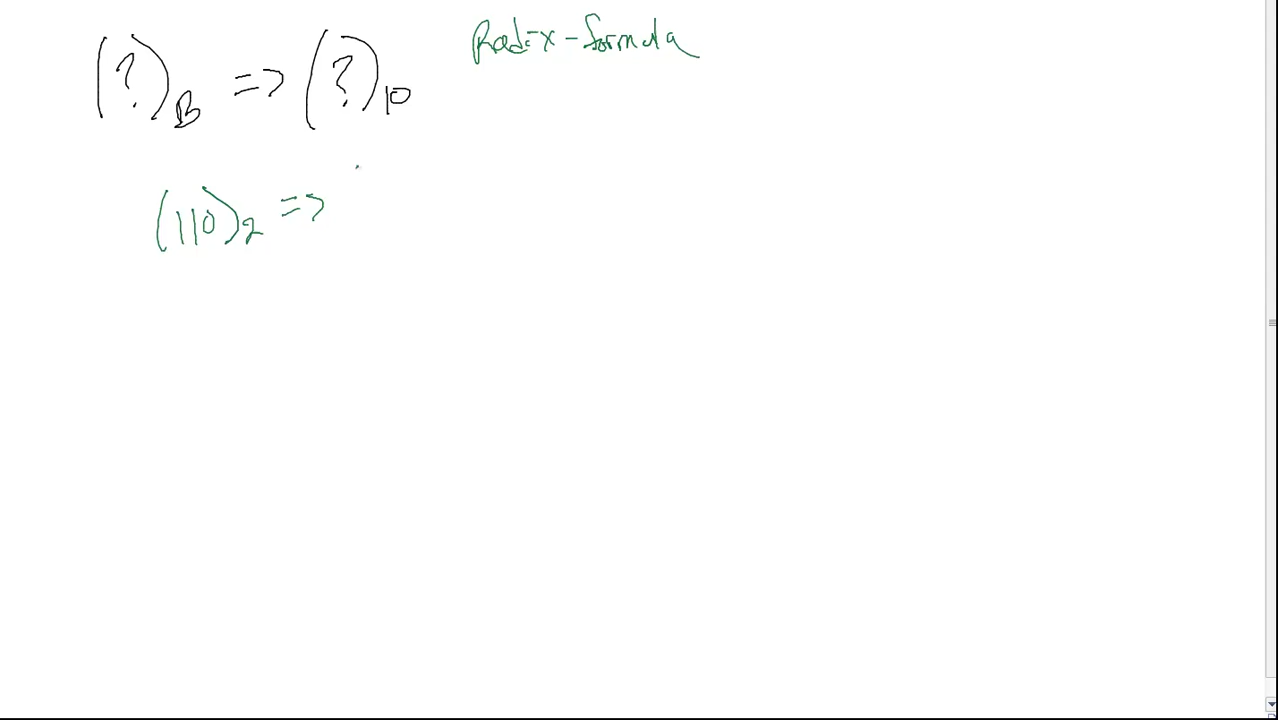 (?)B => (?)10 Radix-formula
(110)2 =>